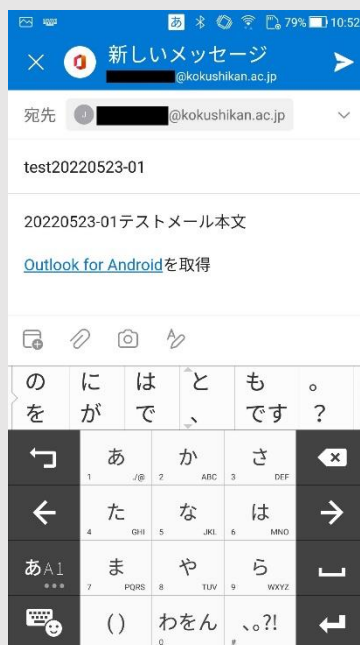 あ 79% 10:52
新しいメッセージ
@kokushikan.ac.jp
宛先 J @kokushikan.ac.jp
test20220523-01
20220523-01テストメール本文
Outlook for Androidを取得
の に は と も 。
を が で 、 です ?
あ か さ
1 ./@ 2 ABC 3 DEF
た な は
4 GHI 5 JKL 6 MNO
あA1 ま や ら
7 PQRS 8 TUV 9 WXYZ
() わをん 、。?!
0 #